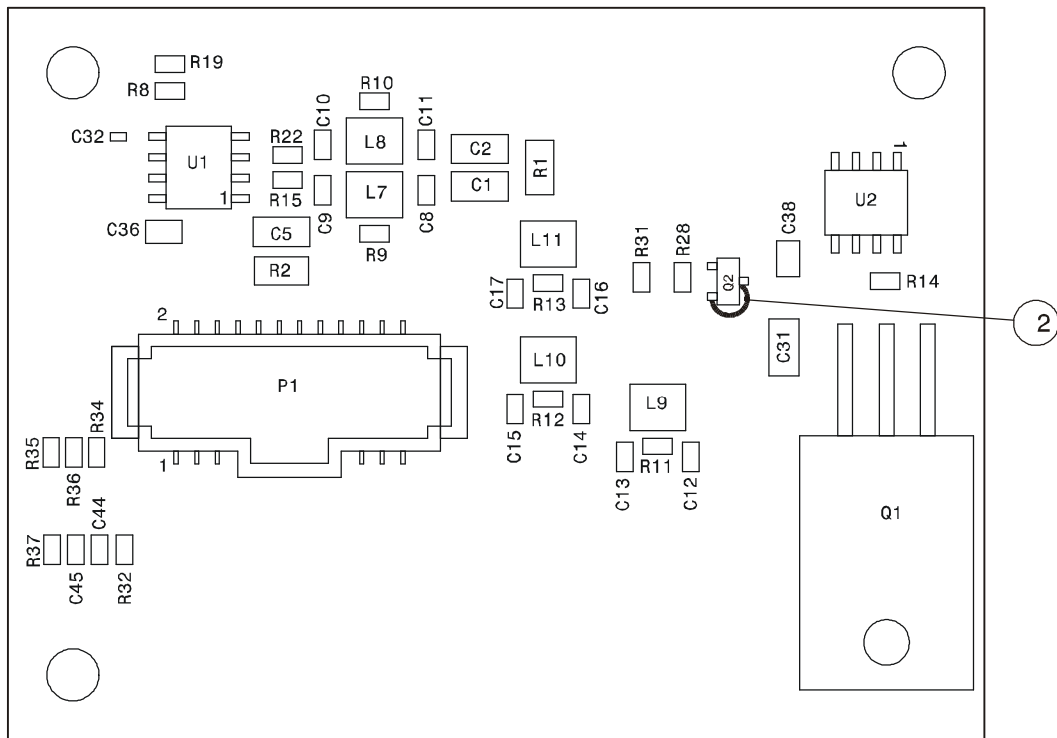 R19
R8
R10
C10
C11
C32
U1
1
R22
R15
L8
L7
C2
C1
R1
C9
C8
R9
C36
C5
R2
1
U2
C38
R14
L11
R31
R28
Q2
C17
R13
C16
2
2
P1
1
L10
R12
C15
C14
L9
R11
C13
C12
C31
Q1
R35
R36
R34
C44
R37
C45
R32